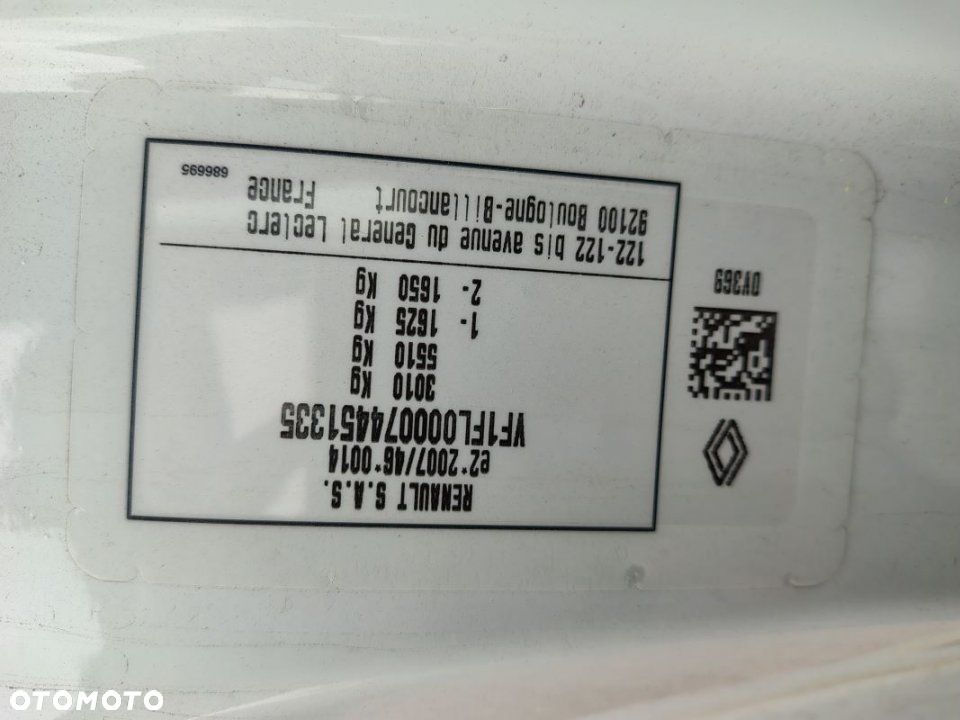 RENAULT S.A.S.
e2*2007/46*0014
VF1FL000074451335
3010 Kg
5510 Kg
1- 1625 Kg
2- 1650 Kg
122-122 bis avenue du General Leclerc
92100 Boulogne-Billancourt France
686695
0V369
OTOMOTO